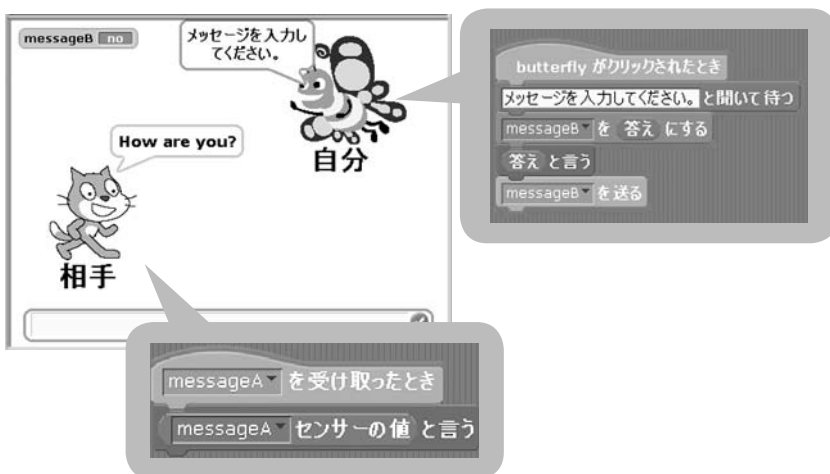 messageB no
メッセージを入力し
てください。
How are you?
自分
相手
butterfly がクリックされたとき
メッセージを入力してください。 と聞いて待つ
messageB を 答え にする
答え と言う
messageB を送る
messageA を受け取ったとき
messageA センサーの値 と言う